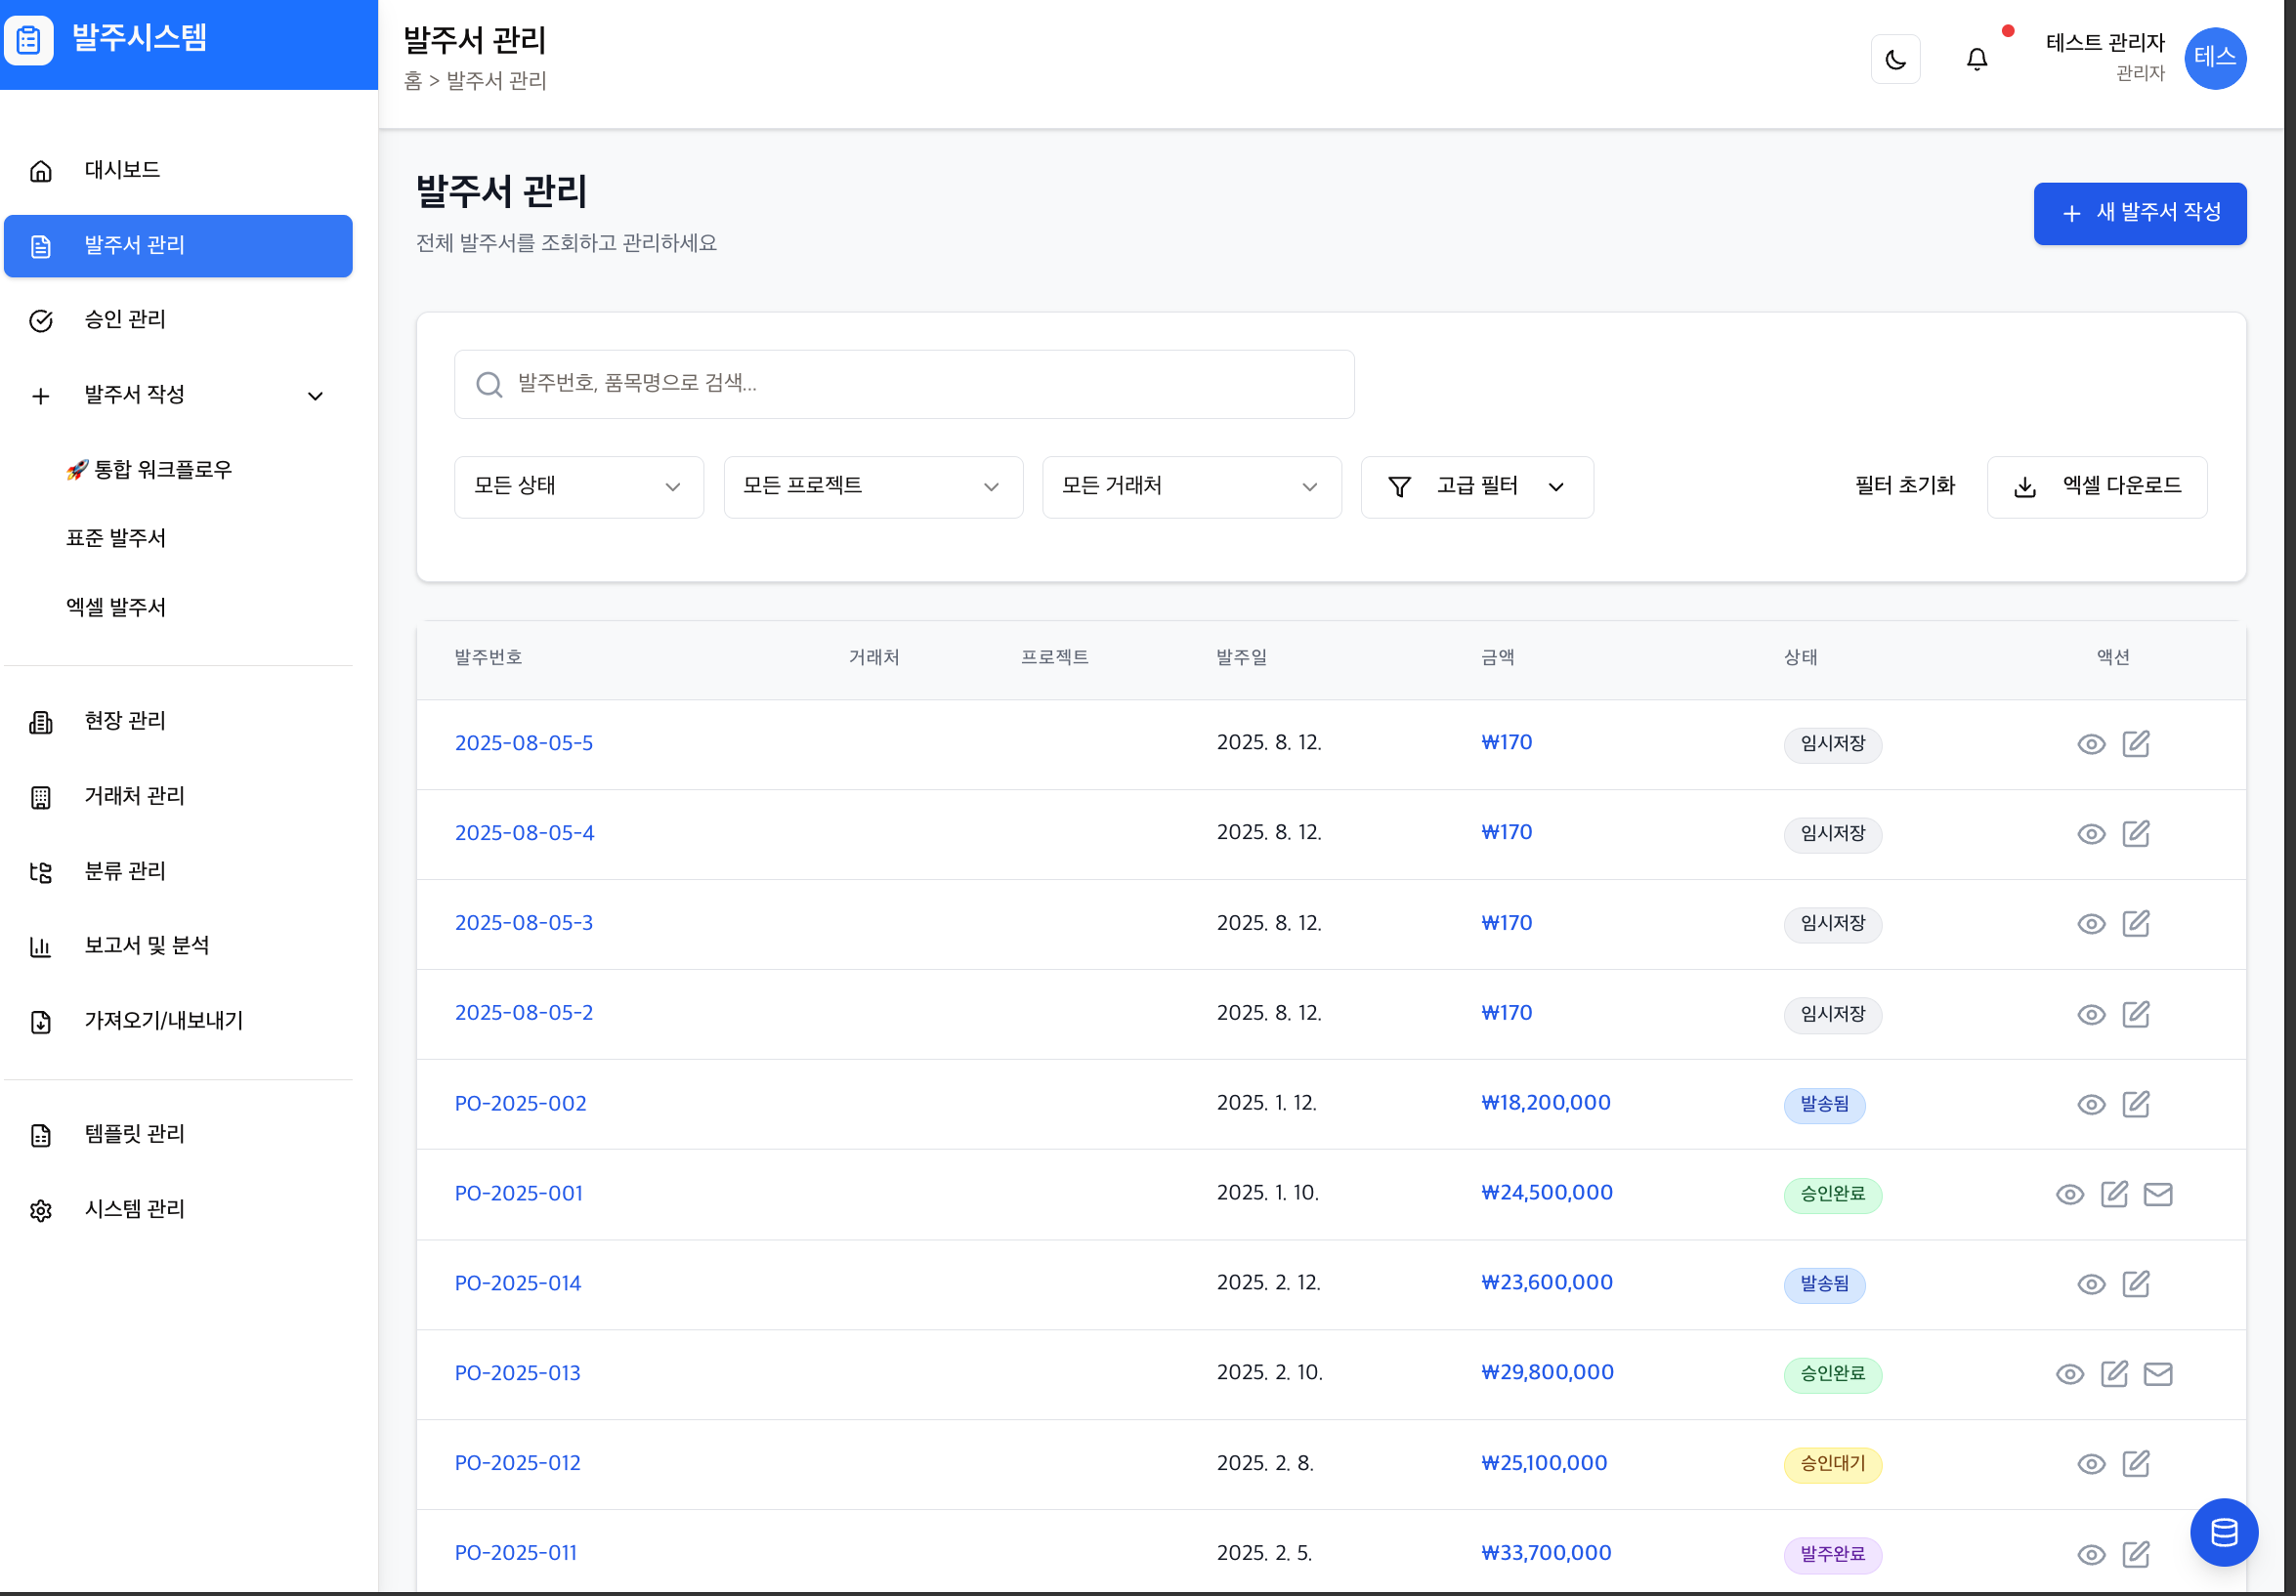 발주시스템
발주서 관리
홈 > 발주서 관리
테스트 관리자
관리자
테스
대시보드
발주서 관리
승인 관리
발주서 작성
🚀 통합 워크플로우
표준 발주서
엑셀 발주서
현장 관리
거래처 관리
분류 관리
보고서 및 분석
가져오기/내보내기
템플릿 관리
시스템 관리
발주서 관리
전체 발주서를 조회하고 관리하세요
+ 새 발주서 작성
발주번호, 품목명으로 검색...
모든 상태 모든 프로젝트 모든 거래처 고급 필터 필터 초기화 엑셀 다운로드
발주번호 거래처 프로젝트 발주일 금액 상태 액션
2025-08-05-5 2025. 8. 12. ₩170 임시저장
2025-08-05-4 2025. 8. 12. ₩170 임시저장
2025-08-05-3 2025. 8. 12. ₩170 임시저장
2025-08-05-2 2025. 8. 12. ₩170 임시저장
PO-2025-002 2025. 1. 12. ₩18,200,000 발송됨
PO-2025-001 2025. 1. 10. ₩24,500,000 승인완료
PO-2025-014 2025. 2. 12. ₩23,600,000 발송됨
PO-2025-013 2025. 2. 10. ₩29,800,000 승인완료
PO-2025-012 2025. 2. 8. ₩25,100,000 승인대기
PO-2025-011 2025. 2. 5. ₩33,700,000 발주완료